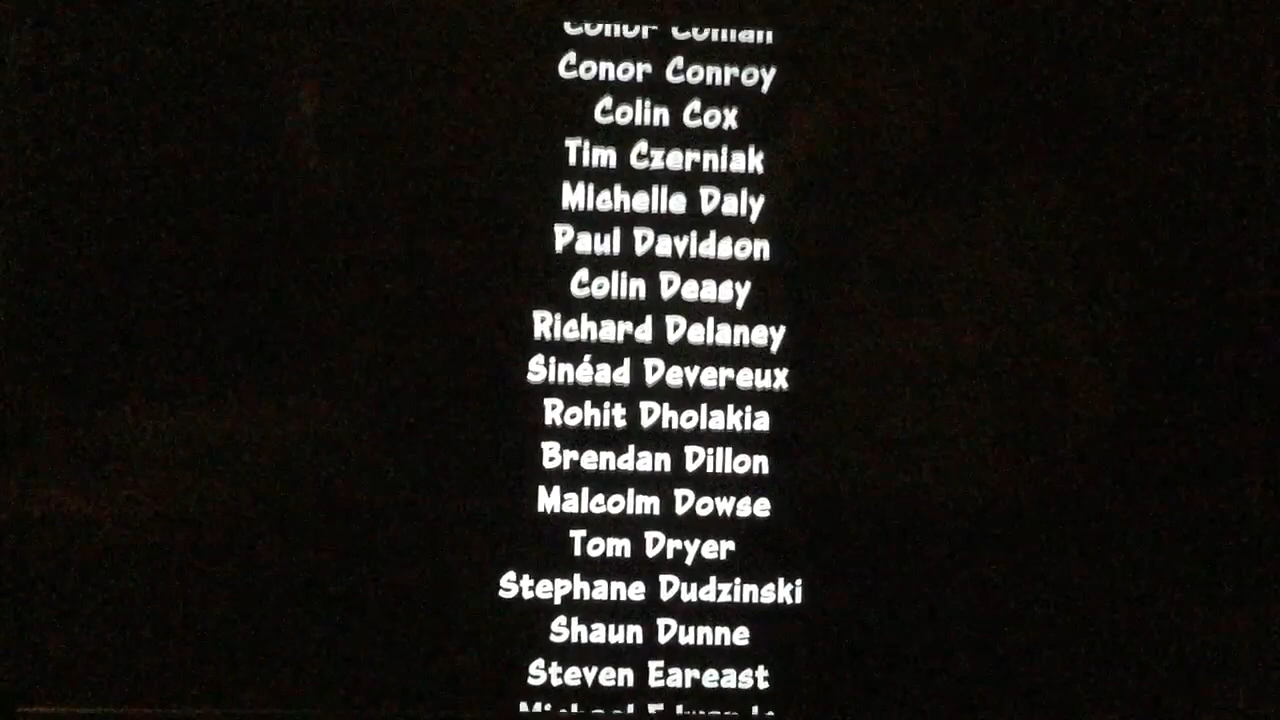 Conor Conroy
Colin Cox
Tim Czerniak
Michelle Daly
Paul Davidson
Colin Deasy
Richard Delaney
Sinéad Devereux
Rohit Dholakia
Brendan Dillon
Malcolm Dowse
Tom Dryer
Stephane Dudzinski
Shaun Dunne
Steven Eareast